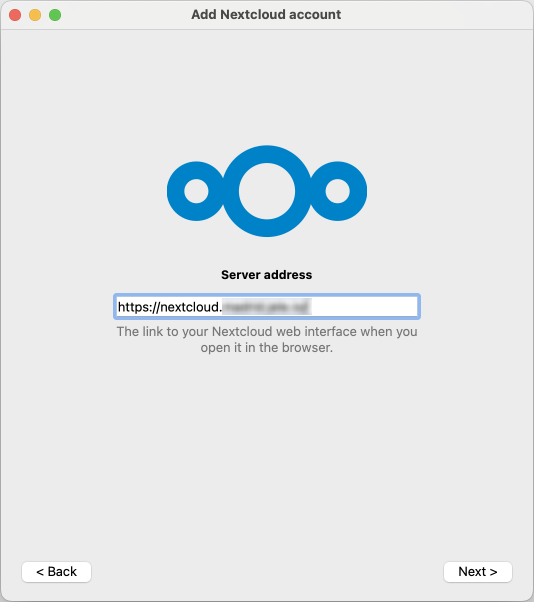 Add Nextcloud account
Server address
https://nextcloud.
The link to your Nextcloud web interface when you
open it in the browser.
< Back
Next >